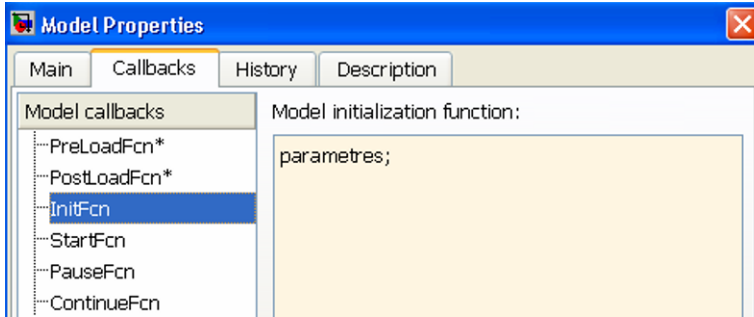 Model Properties
Main Callbacks History Description
Model callbacks
Model initialization function:
PreLoadFcn*
PostLoadFcn*
InitFcn
StartFcn
PauseFcn
ContinueFcn
parametres;